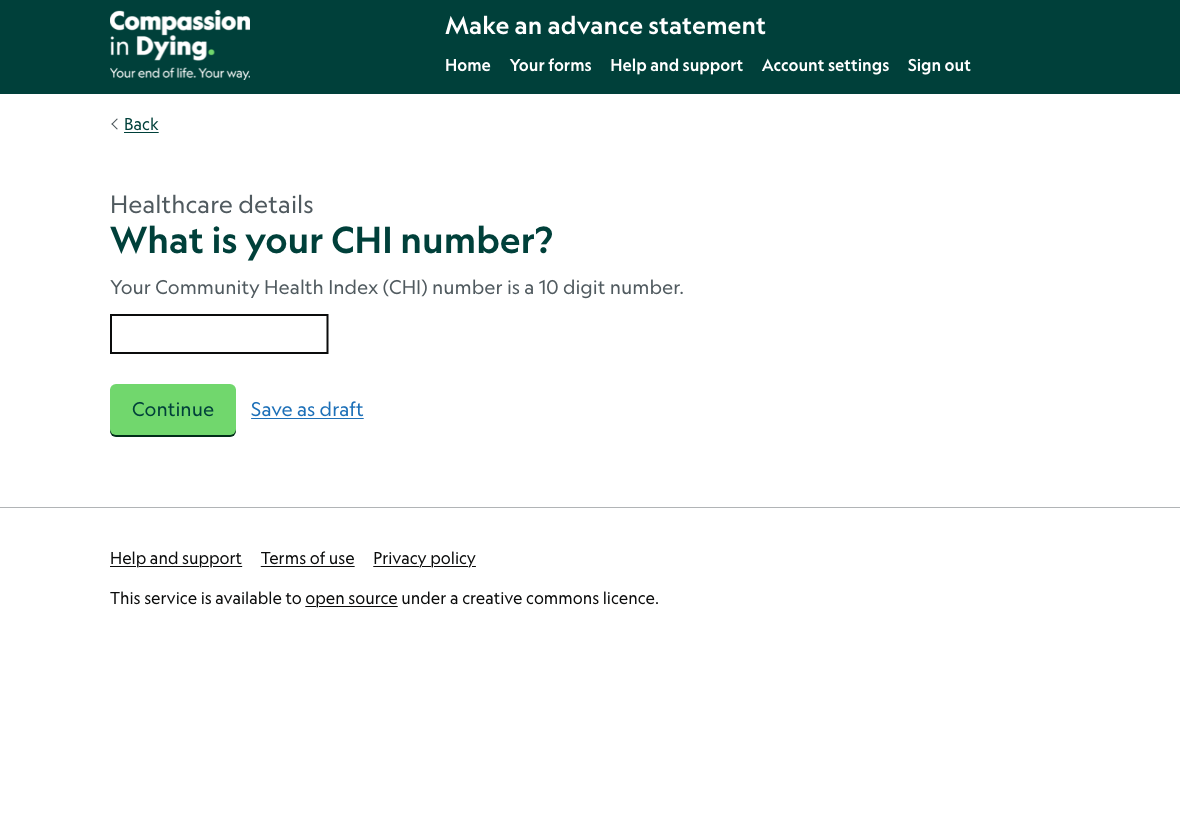 Compassion
in Dying.
Your end of life. Your way.
Make an advance statement
Home Your forms Help and support Account settings Sign out
Back
Healthcare details
What is your CHI number?
Your Community Health Index (CHI) number is a 10 digit number.
Continue Save as draft
Help and support Terms of use Privacy policy
This service is available to open source under a creative commons licence.